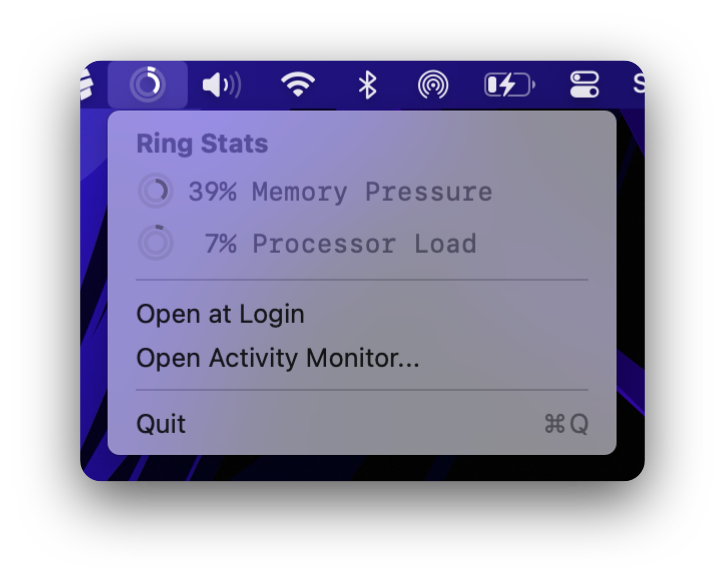 S
Ring Stats
39% Memory Pressure
7% Processor Load
Open at Login
Open Activity Monitor...
Quit ⌘Q